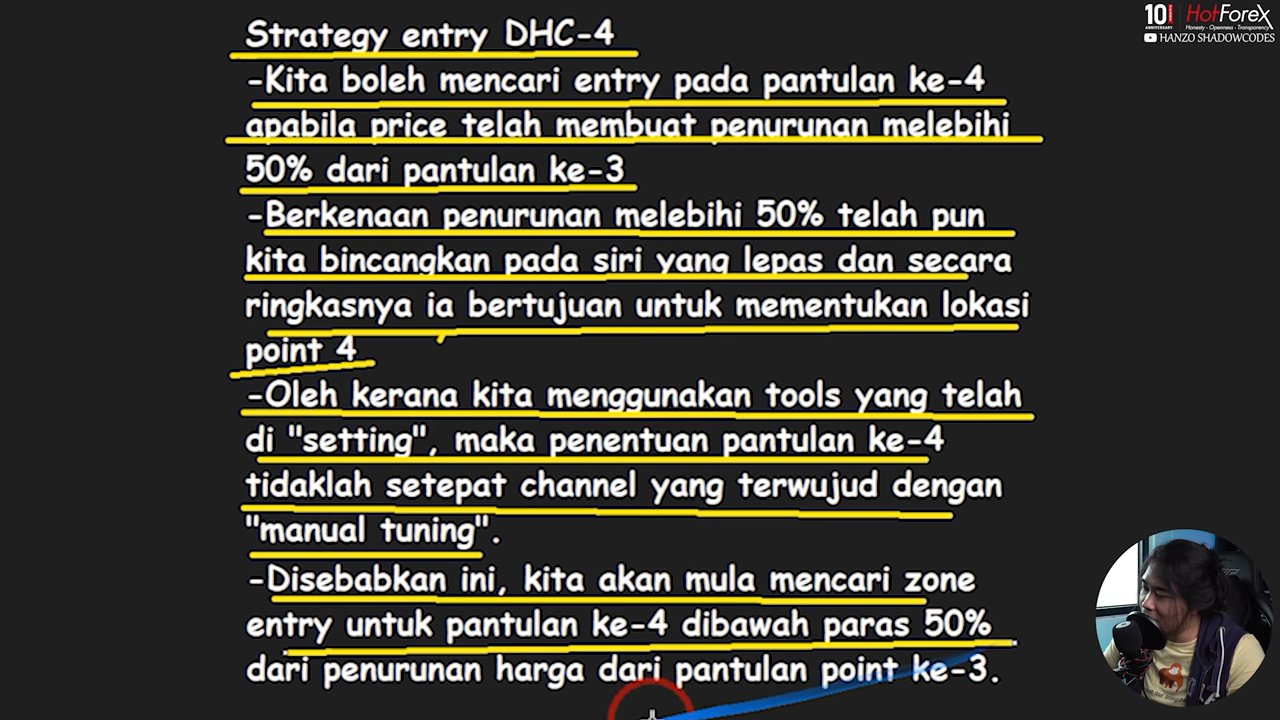 10
ANNIVERSARY
HotForeX
Honesty - Openness - Transparency
HANZO SHADOWCODES
Strategy entry DHC-4
-Kita boleh mencari entry pada pantulan ke-4
apabila price telah membuat penurunan melebihi
50% dari pantulan ke-3
-Berkenaan penurunan melebihi 50% telah pun
kita bincangkan pada siri yang lepas dan secara
ringkasnya ia bertujuan untuk mementukan lokasi
point 4
-Oleh kerana kita menggunakan tools yang telah
di "setting", maka penentuan pantulan ke-4
tidaklah setepat channel yang terwujud dengan
"manual tuning".
-Disebabkan ini, kita akan mula mencari zone
entry untuk pantulan ke-4 dibawah paras 50%
dari penurunan harga dari pantulan point ke-3.